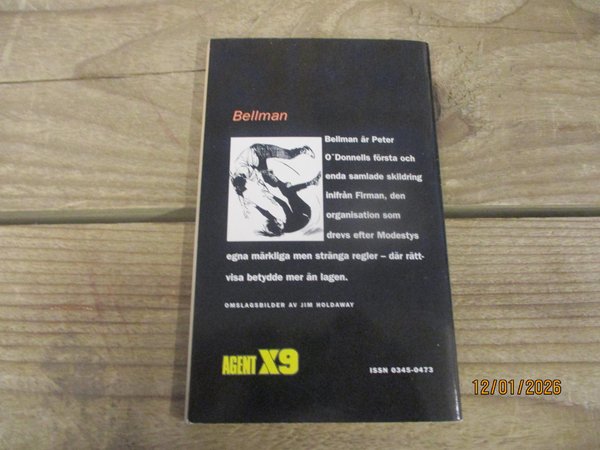 Bellman
Bellman är Peter
O´Donnells första och
enda samlade skildring
inifrån Firman, den
organisation som
drevs efter Modestys
egna märkliga men stränga regler – där rätt-
visa betydde mer än lagen.
OMSLAGSBILDER AV JIM HOLDAWAY
AGENT X9
ISSN 0345-0473
12/01/2026